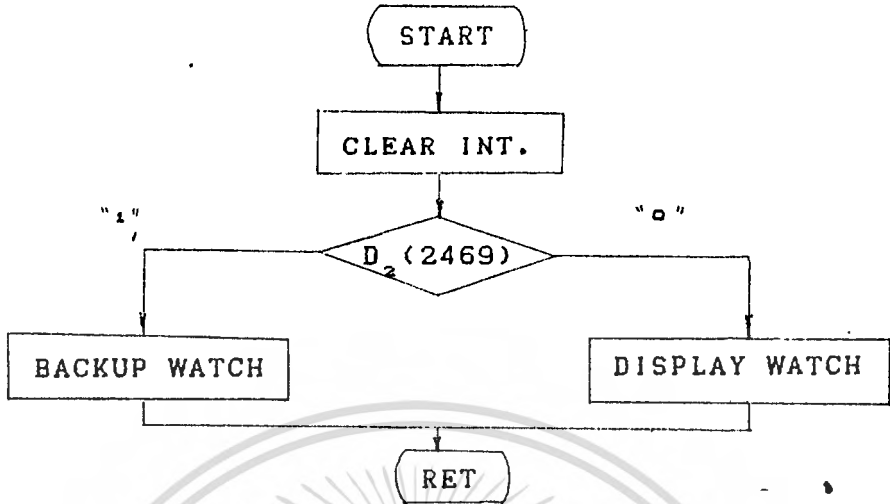 START
CLEAR INT.
"1" "0"
D₂(2469)
BACKUP WATCH DISPLAY WATCH
RET